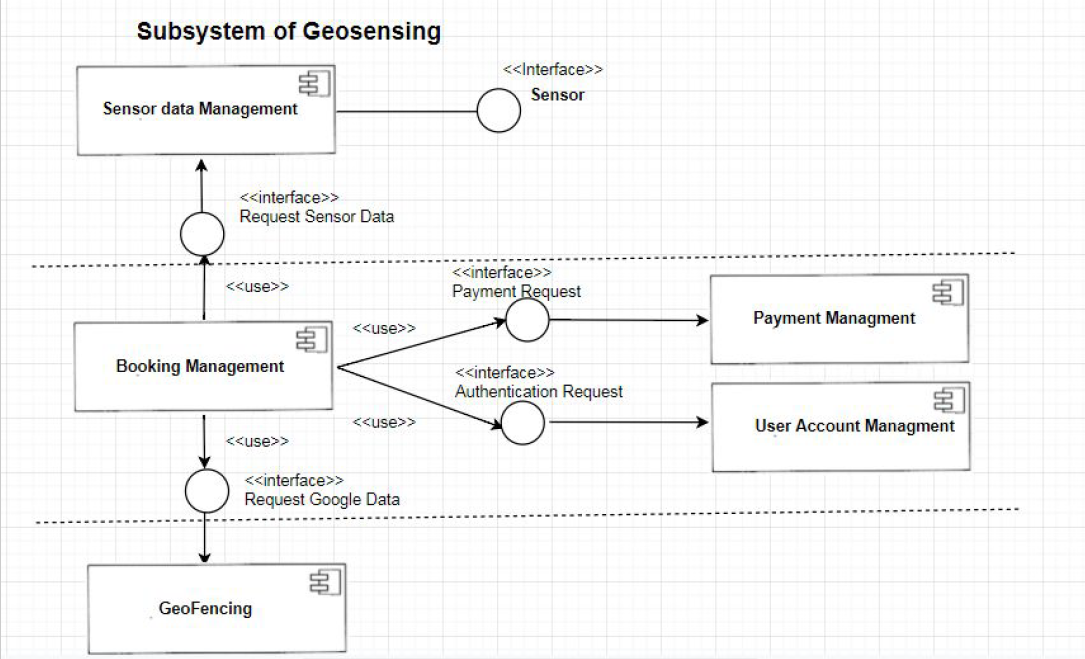 Subsystem of Geosensing
<<Interface>>
Sensor
Sensor data Management
<<interface>>
Request Sensor Data
<<use>>
<<interface>>
Payment Request
<<use>>
Payment Managment
Booking Management
<<interface>>
Authentication Request
<<use>>
User Account Managment
<<use>>
<<interface>>
Request Google Data
GeoFencing